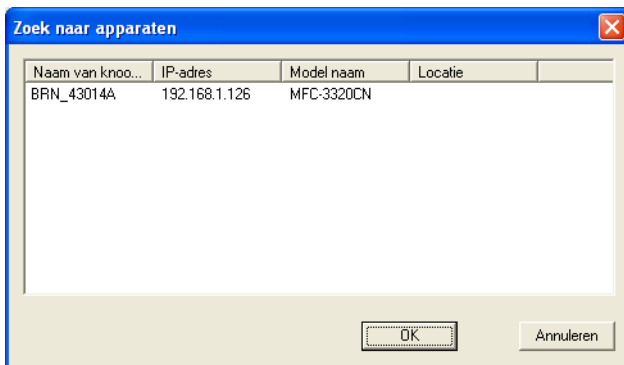 Zoek naar apparaten
Naam van knoo... IP-adres Model naam Locatie
BRN_43014A 192.168.1.126 MFC-3320CN
OK Annuleren